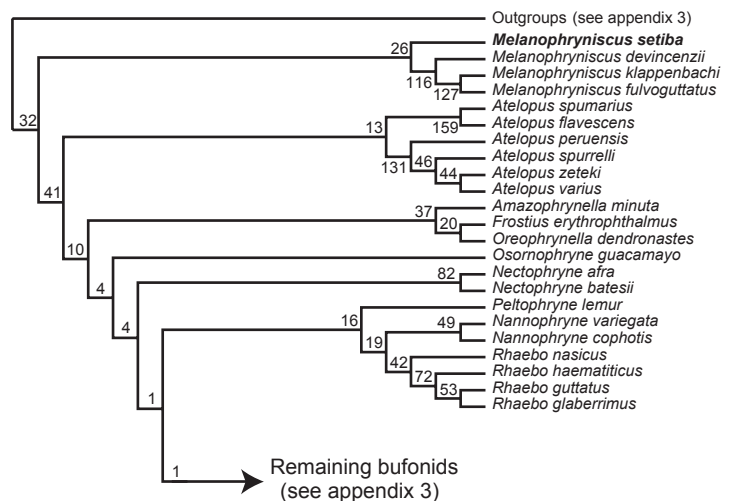 Outgroups (see appendix 3)
Melanophryniscus setiba
26
Melanophryniscus devincenzii
Melanophryniscus klappenbachi
116
Melanophryniscus fulvoguttatus
127
Atelopus spumarius
32
13
Atelopus flavescens
159
Atelopus peruensis
131
46
Atelopus spurrelli
44
Atelopus zeteki
41
Atelopus varius
37
Amazophrynella minuta
20
Frostius erythrophthalmus
10
Oreophrynella dendronastes
Osornophryne guacamayo
4
82
Nectophryne afra
Nectophryne batesii
4
16
Peltophryne lemur
49
Nannophryne variegata
19
Nannophryne cophotis
42
Rhaebo nasicus
72
Rhaebo haematiticus
53
Rhaebo guttatus
1
Rhaebo glaberrimus
1
Remaining bufonids
(see appendix 3)